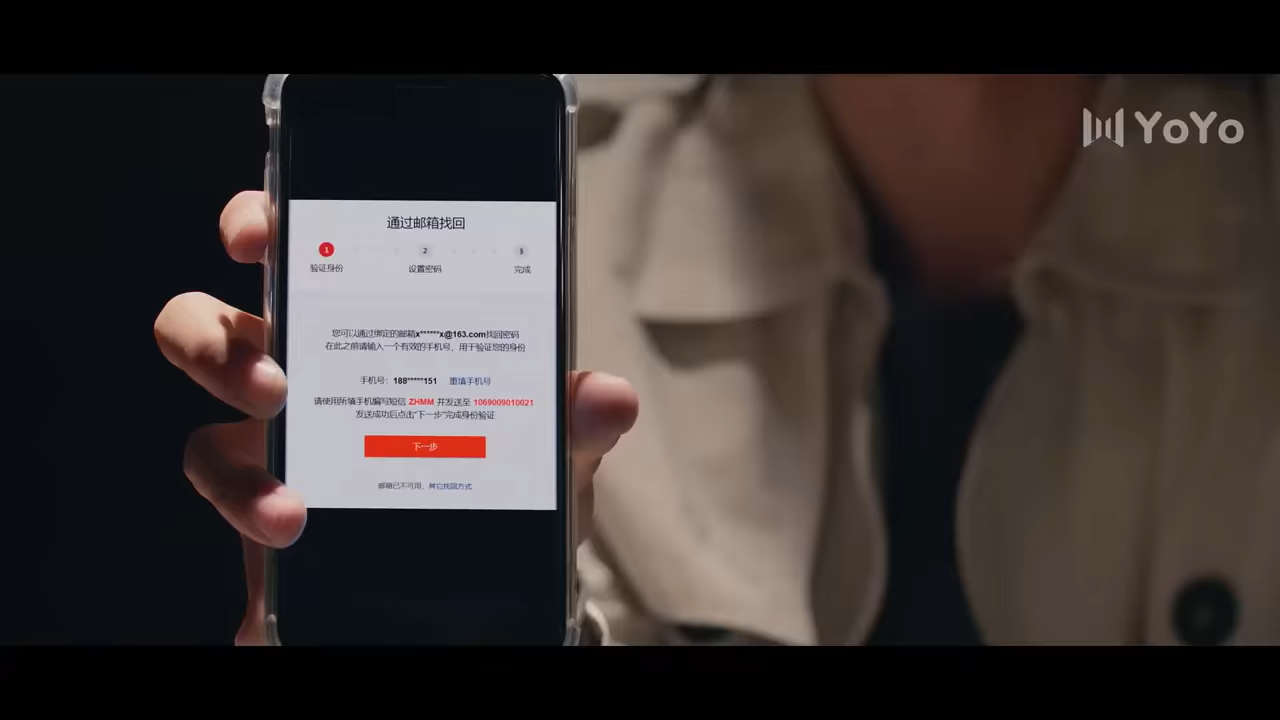 YoYo
通过邮箱找回
1 2 3
验证身份 设置密码 完成
您可以通过绑定的邮箱x******x@163.com找回密码
在此之前请输入一个有效的手机号，用于验证您的身份
手机号：188*****151 重填手机号
请使用所填手机编写短信 ZHMM 并发送至 1069009010021
发送成功后点击“下一步”完成身份验证
下一步
邮箱已不可用，其它找回方式